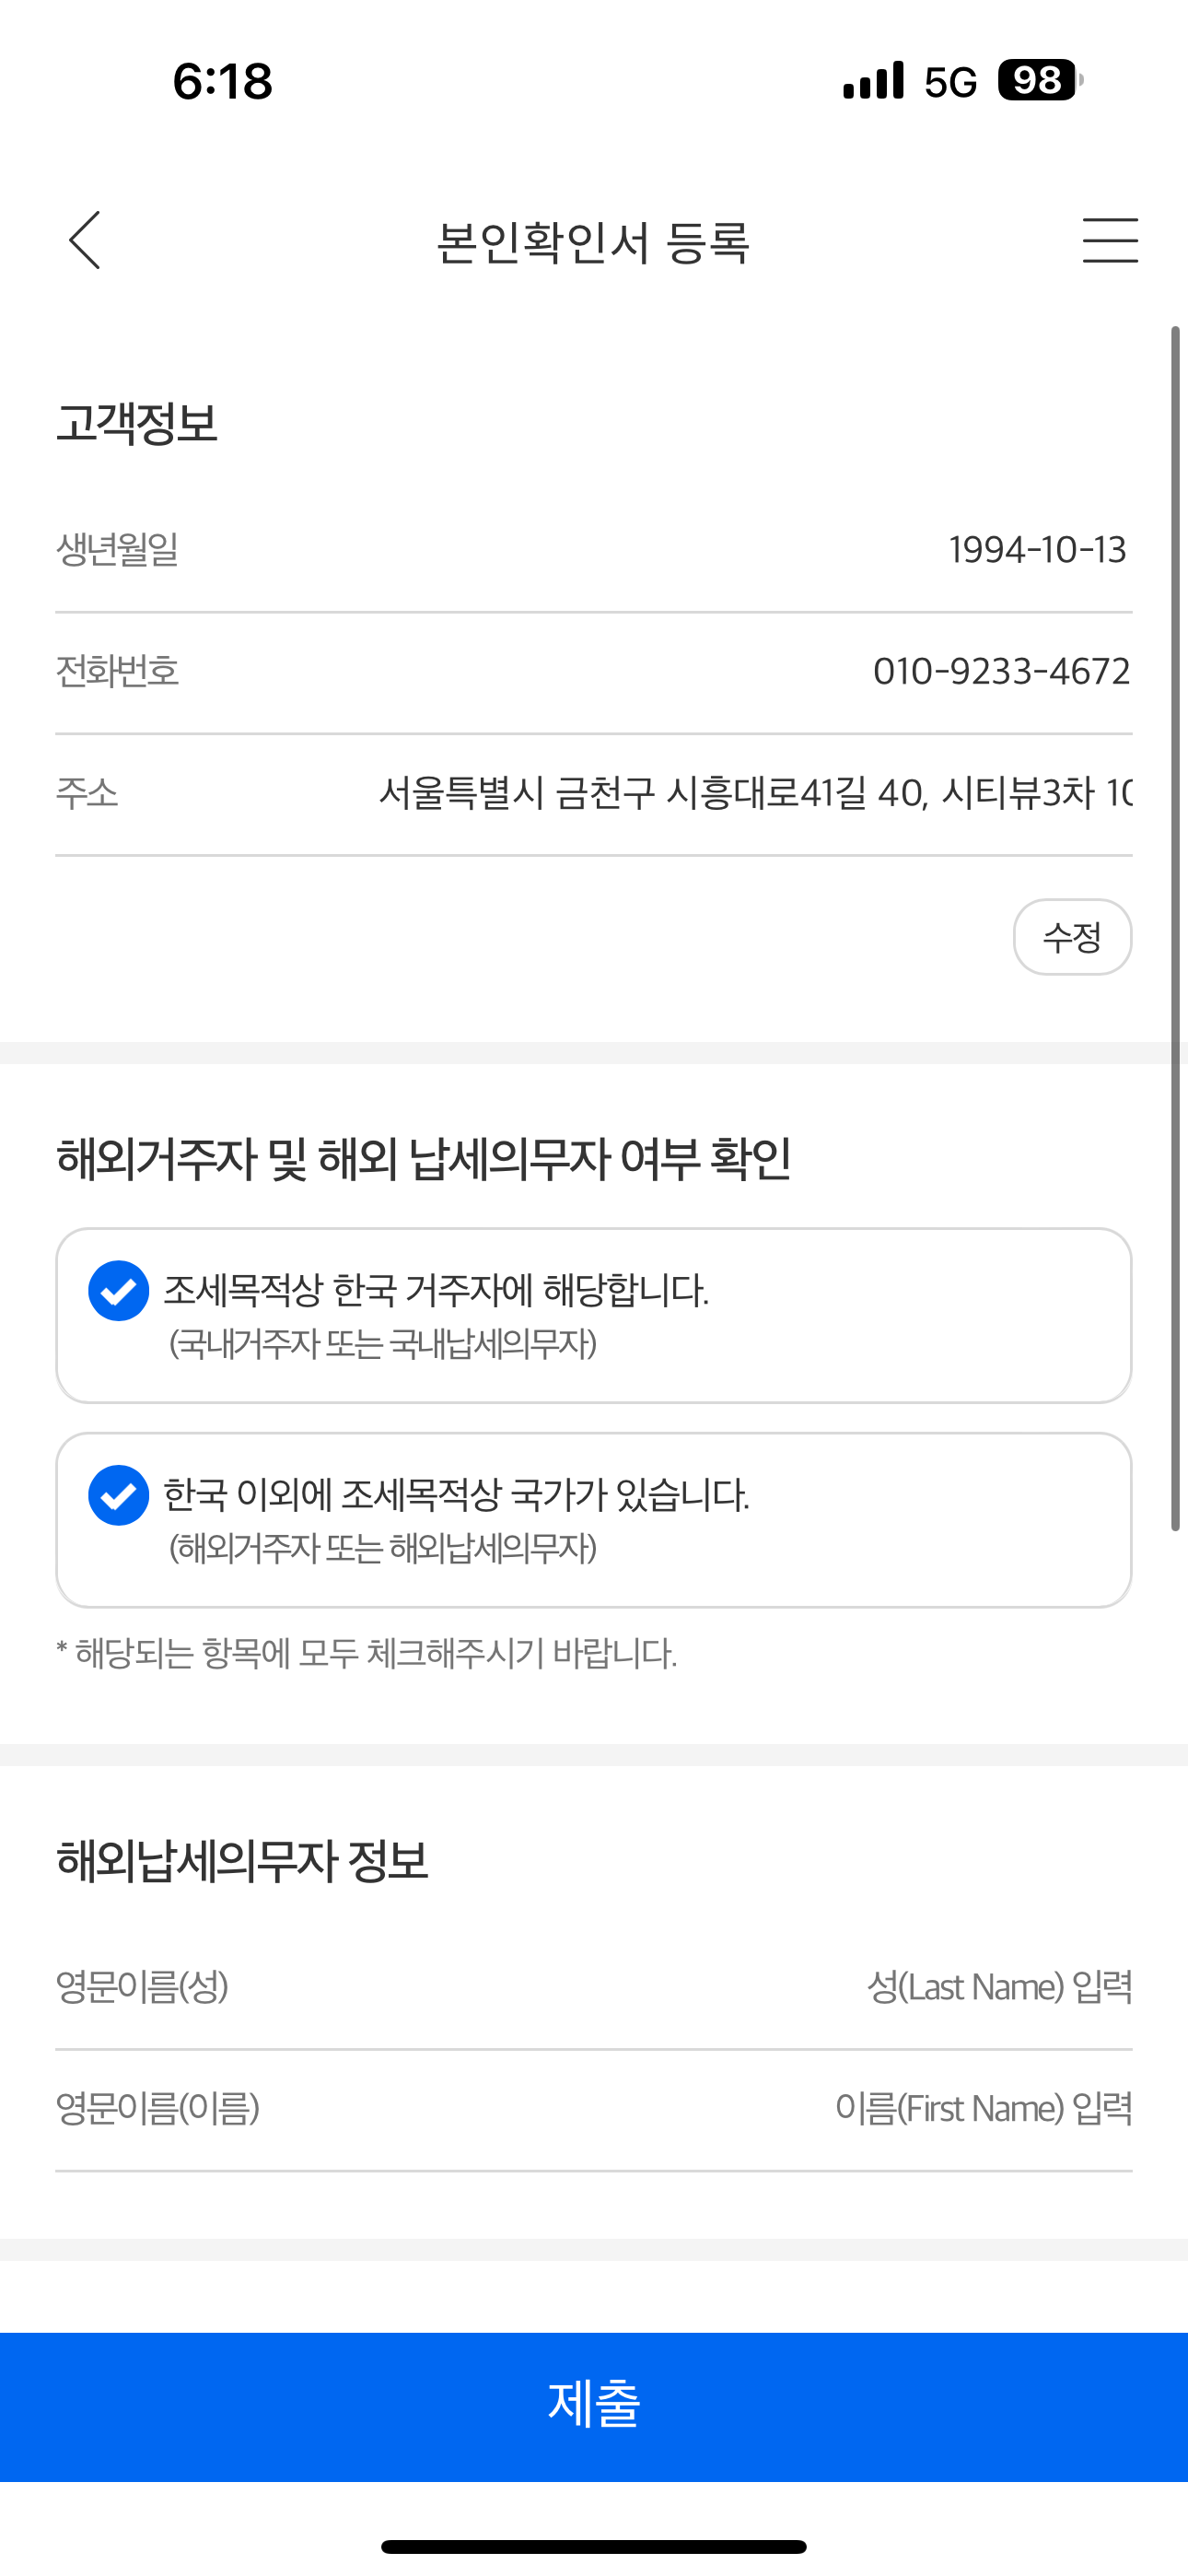 6:18
5G 98
본인확인서 등록
고객정보
생년월일 1994-10-13
전화번호 010-9233-4672
주소 서울특별시 금천구 시흥대로41길 40, 시티뷰3차 10
수정
해외거주자 및 해외 납세의무자 여부 확인
조세목적상 한국 거주자에 해당합니다.
(국내거주자 또는 국내납세의무자)
한국 이외에 조세목적상 국가가 있습니다.
(해외거주자 또는 해외납세의무자)
* 해당되는 항목에 모두 체크해주시기 바랍니다.
해외납세의무자 정보
영문이름(성) 성(Last Name) 입력
영문이름(이름) 이름(First Name) 입력
제출